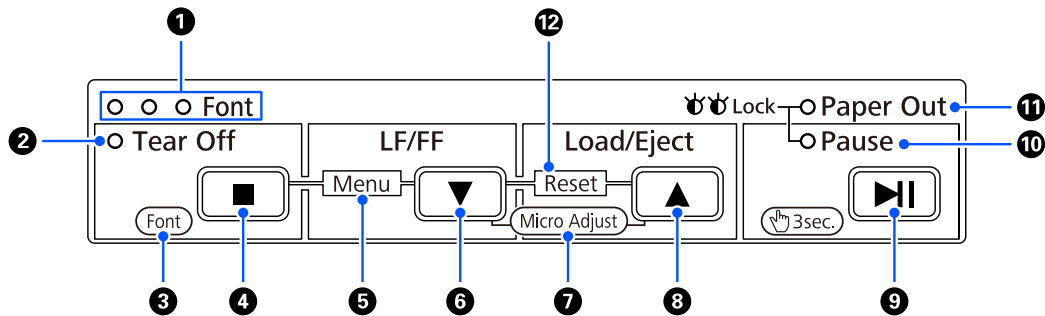 1
12
Font
Lock
Paper Out
11
2
Tear Off
LF/FF
Load/Eject
Pause
10
Menu
Reset
Font
Micro Adjust
3sec.
3
4
5
6
7
8
9